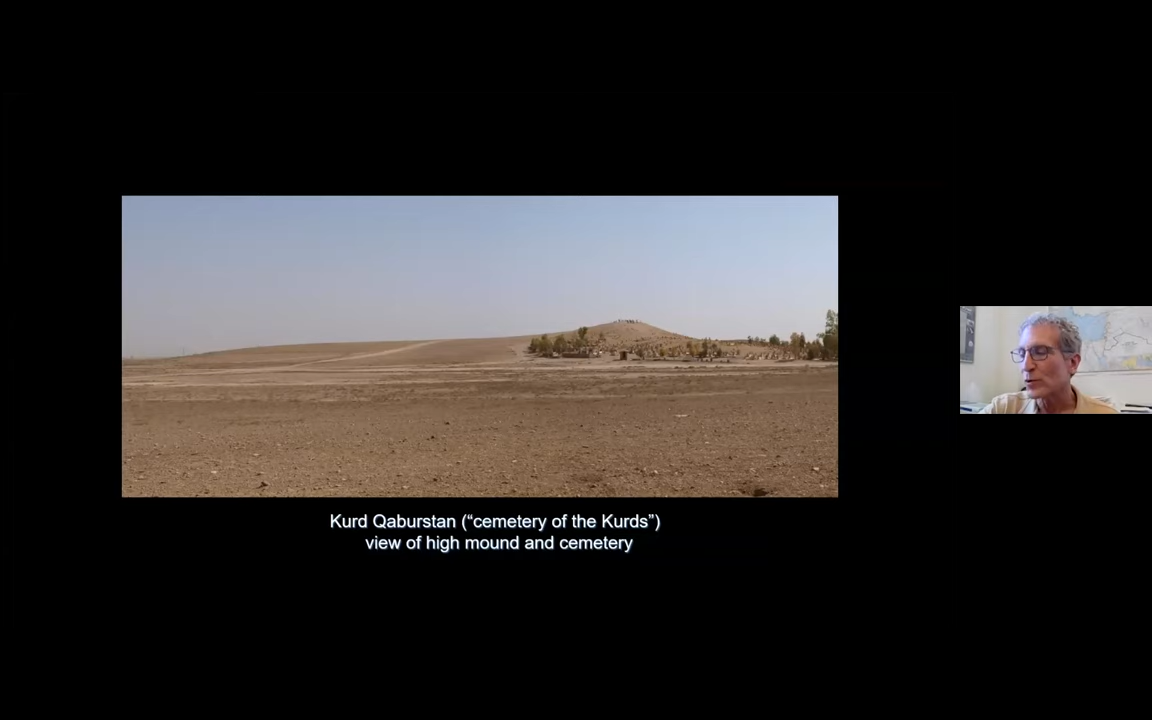 Kurd Qaburstan (“cemetery of the Kurds”)
view of high mound and cemetery